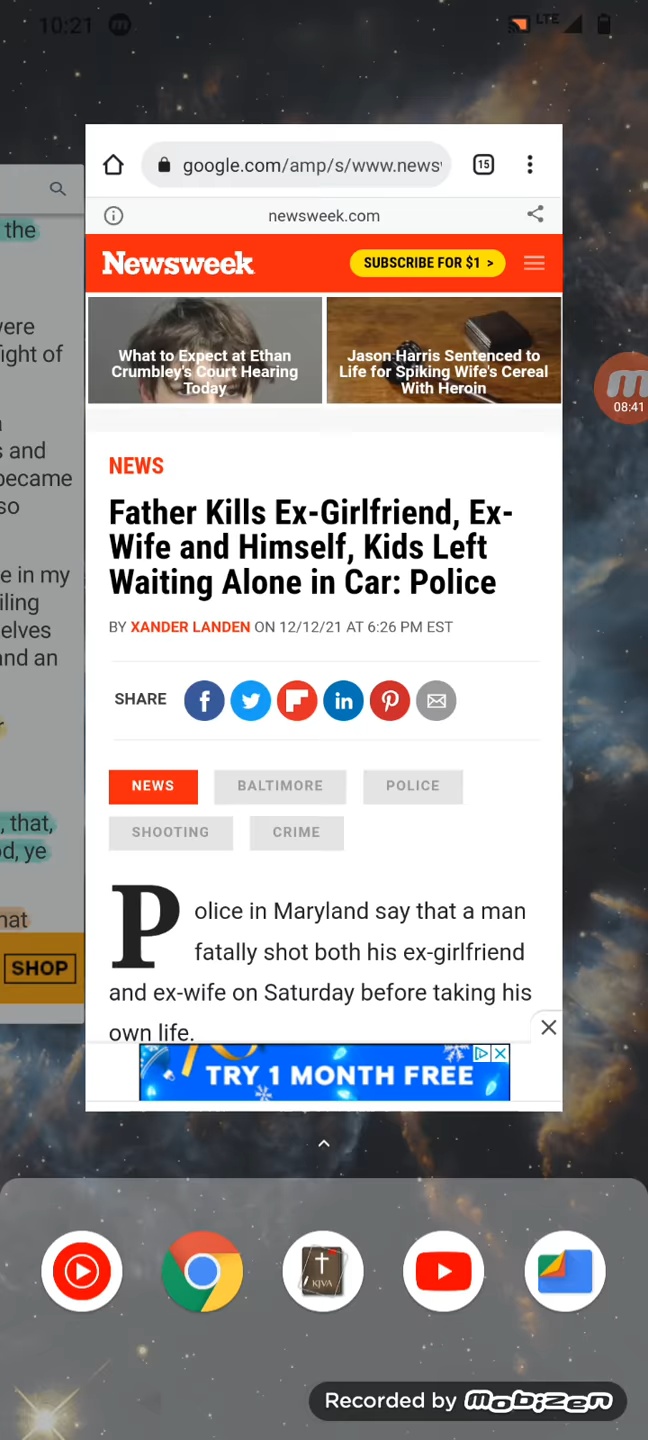 10:21
LTE
google.com/amp/s/www.news
15
newsweek.com
Newsweek
SUBSCRIBE FOR $1 >
What to Expect at Ethan
Crumbley's Court Hearing
Today
Jason Harris Sentenced to
Life for Spiking Wife's Cereal
With Heroin
08:41
NEWS
Father Kills Ex-Girlfriend, Ex-
Wife and Himself, Kids Left
Waiting Alone in Car: Police
BY XANDER LANDEN ON 12/12/21 AT 6:26 PM EST
SHARE
NEWS
BALTIMORE
POLICE
SHOOTING
CRIME
Police in Maryland say that a man
fatally shot both his ex-girlfriend
and ex-wife on Saturday before taking his
own life.
TRY 1 MONTH FREE
the
were
fight of
s and
became
so
e in my
iling
elves
and an
r
, that,
od, ye
hat
SHOP
KJVA
Recorded by mobizen